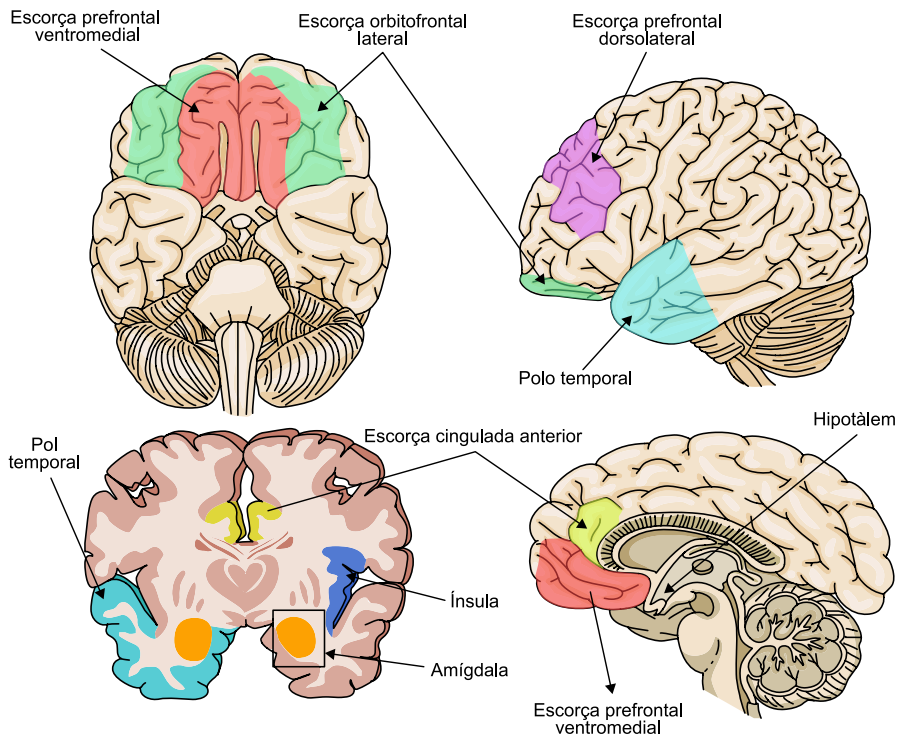 Escorça prefrontal
ventromedial
Escorça orbitofrontal
lateral
Escorça prefrontal
dorsolateral
Polo temporal
Pol
temporal
Escorça cingulada anterior
Hipotàlem
Ínsula
Amígdala
Escorça prefrontal
ventromedial